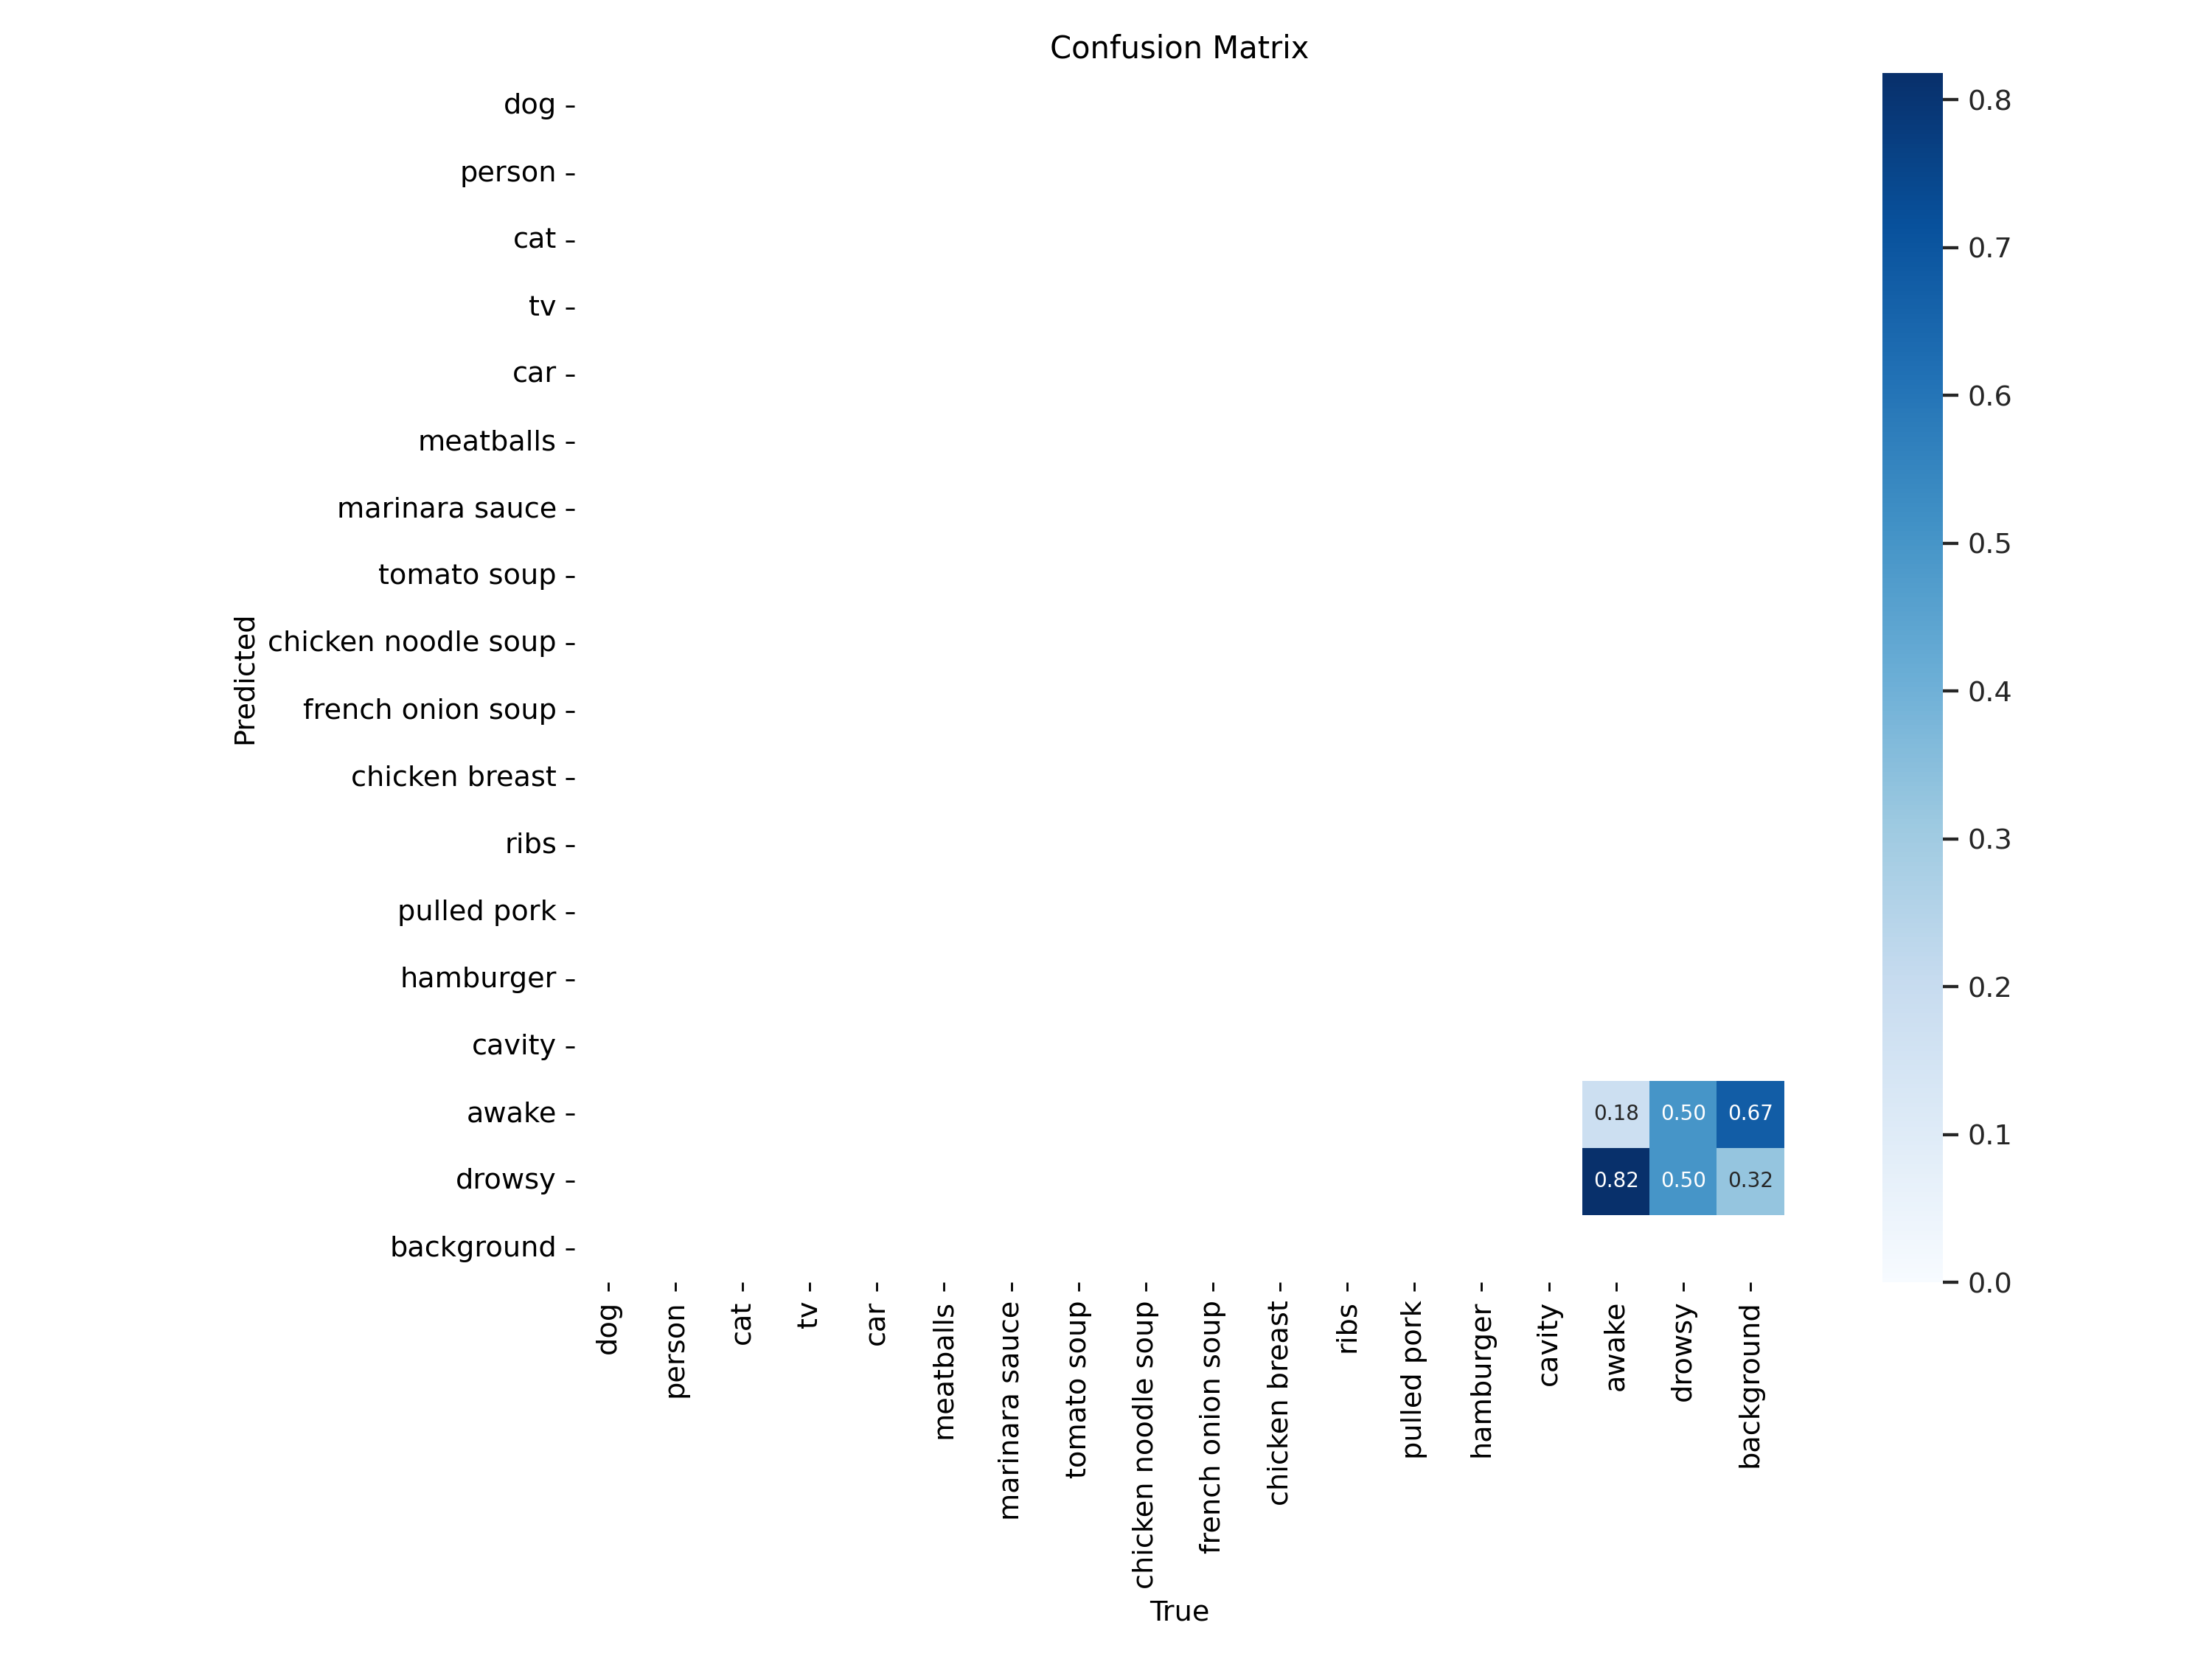 Confusion Matrix
Predicted
dog
person
cat
tv
car
meatballs
marinara sauce
tomato soup
chicken noodle soup
french onion soup
chicken breast
ribs
pulled pork
hamburger
cavity
awake
drowsy
background
0.18 0.50 0.67
0.82 0.50 0.32
dog
person
cat
tv
car
meatballs
marinara sauce
tomato soup
chicken noodle soup
french onion soup
chicken breast
ribs
pulled pork
hamburger
cavity
awake
drowsy
background
True
0.8
0.7
0.6
0.5
0.4
0.3
0.2
0.1
0.0